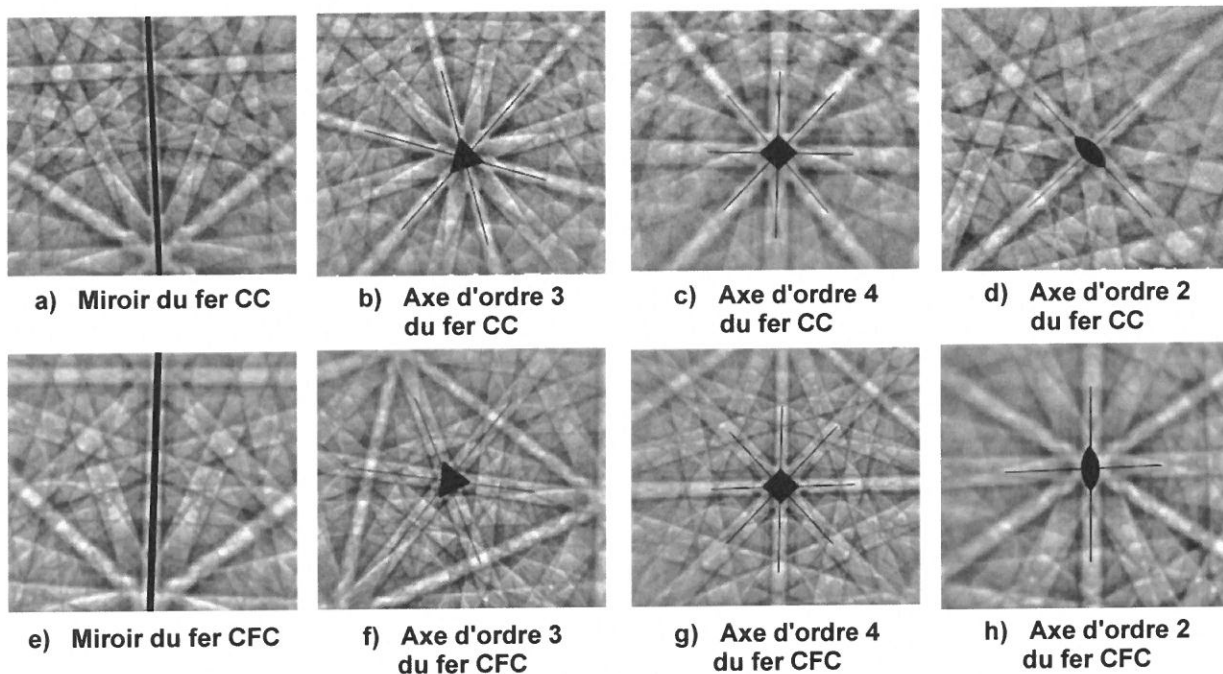 a) Miroir du fer CC
b) Axe d'ordre 3
du fer CC
c) Axe d'ordre 4
du fer CC
d) Axe d'ordre 2
du fer CC
e) Miroir du fer CFC
f) Axe d'ordre 3
du fer CFC
g) Axe d'ordre 4
du fer CFC
h) Axe d'ordre 2
du fer CFC